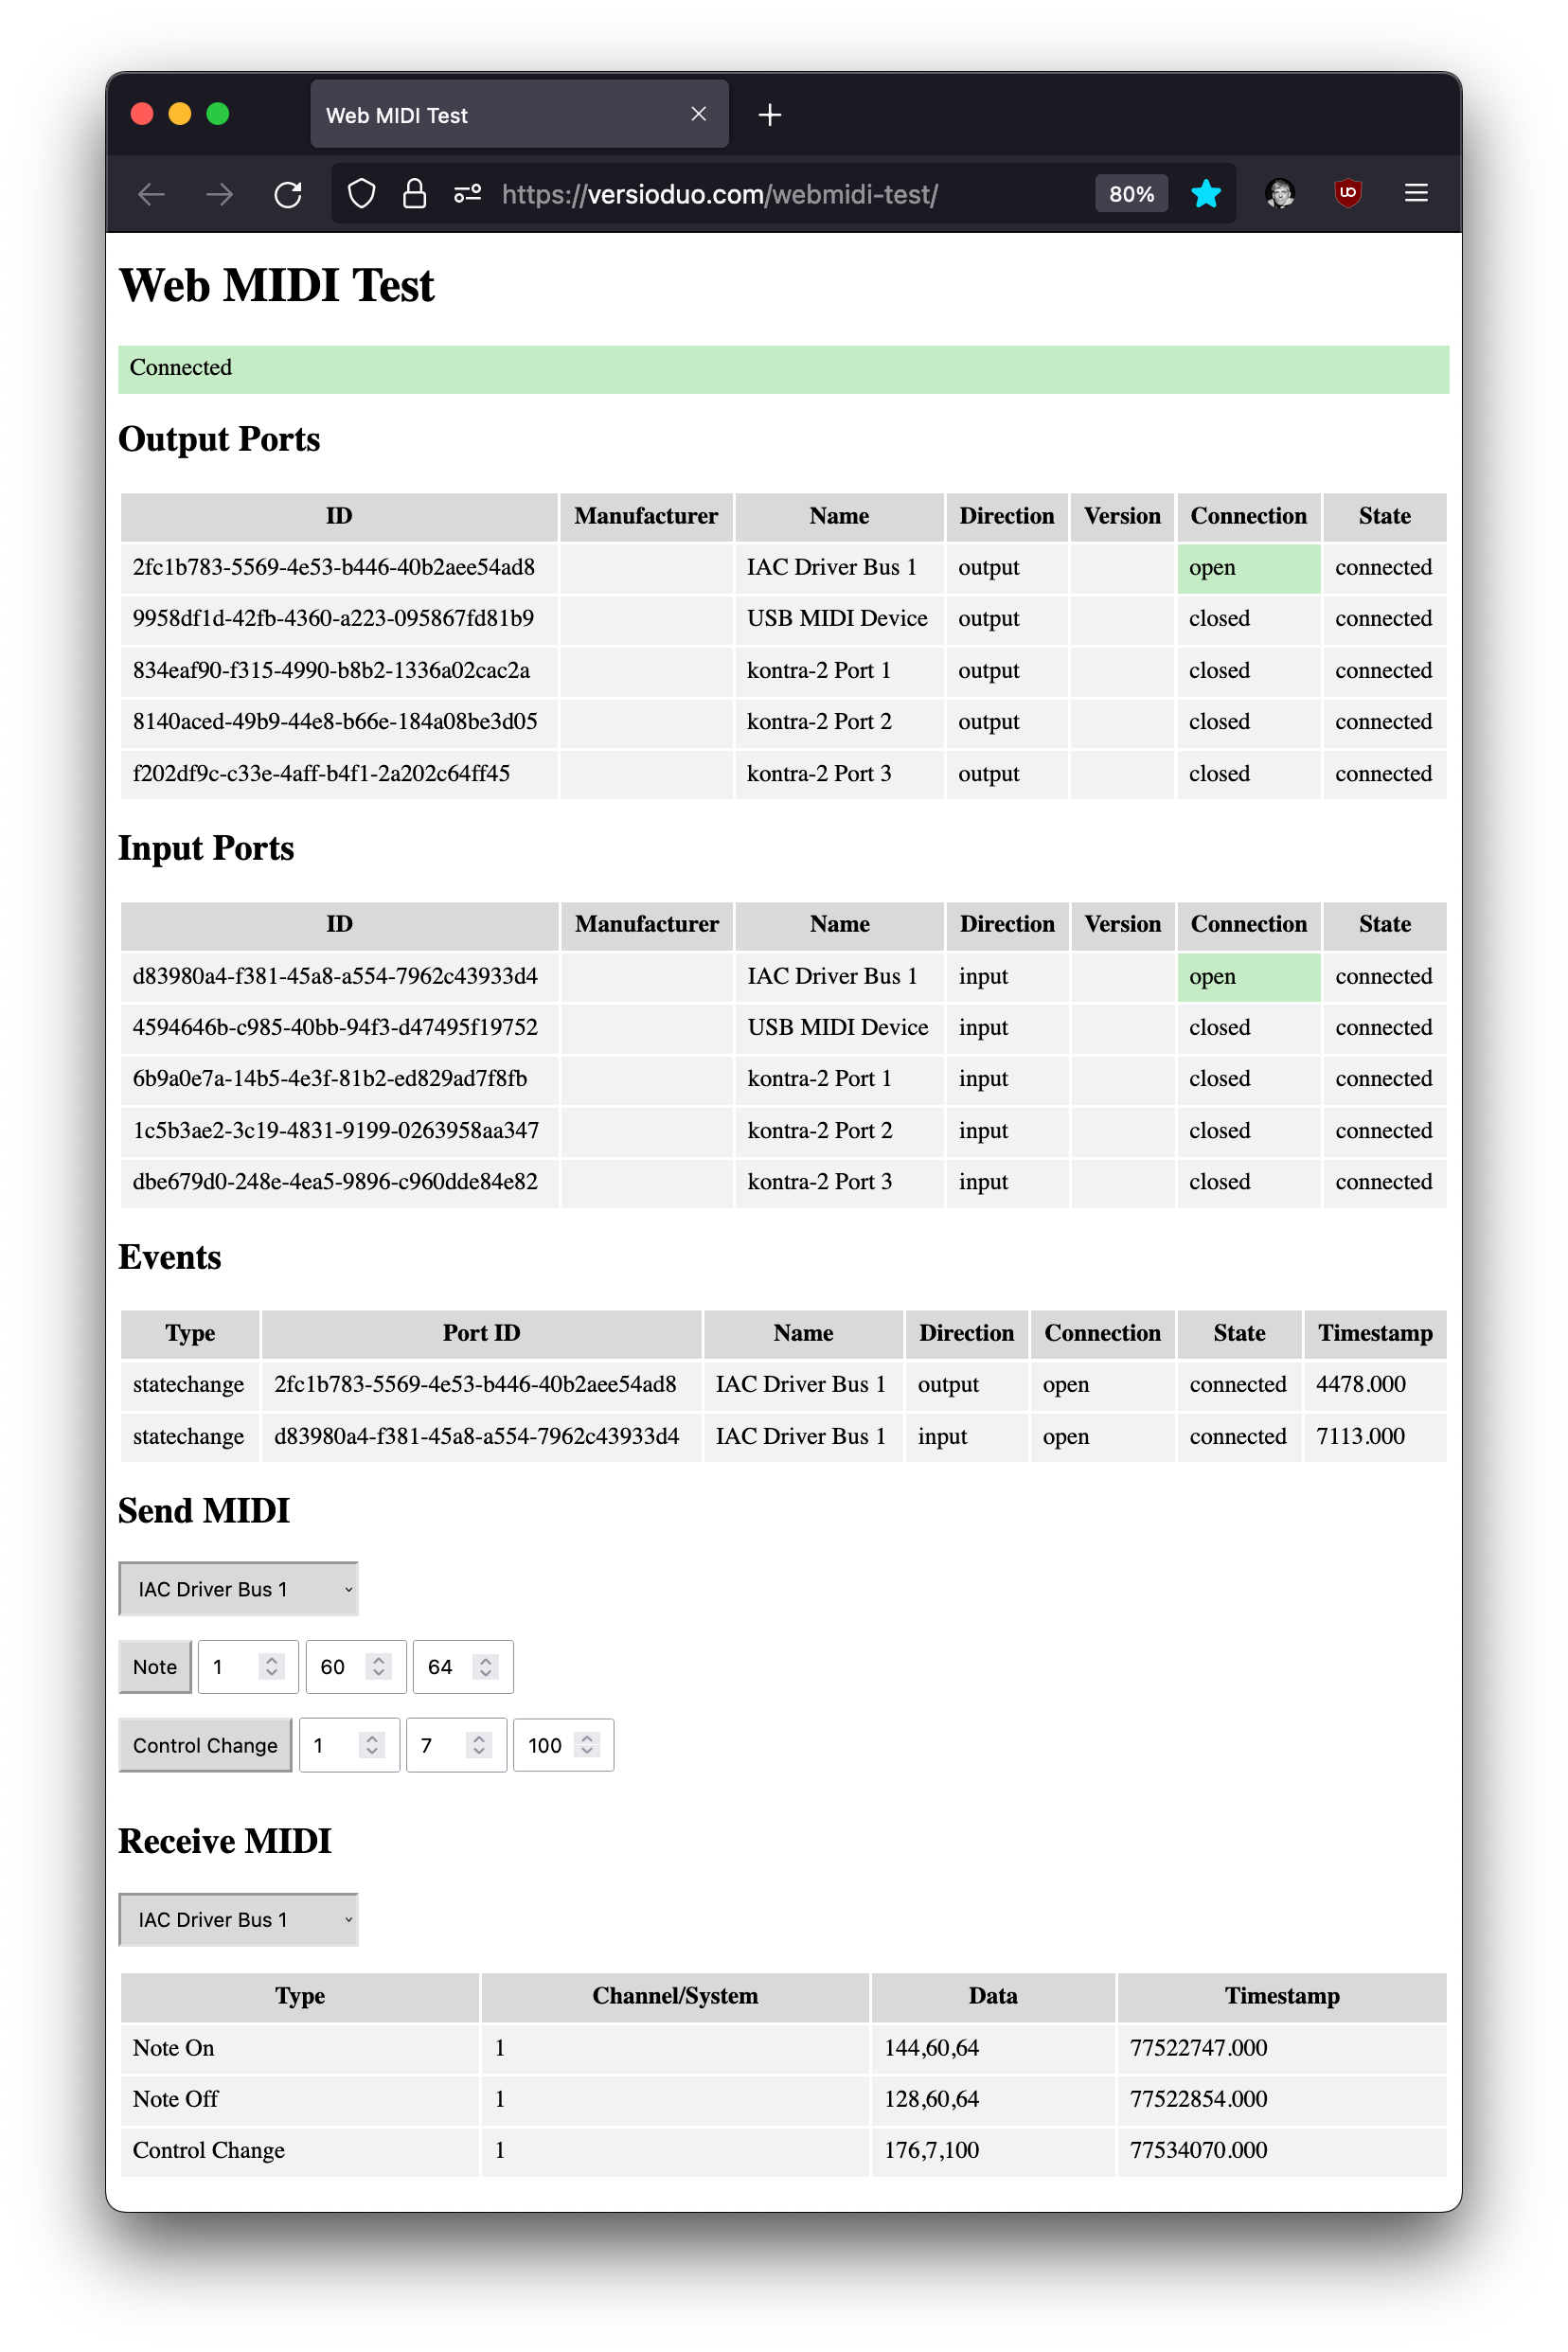 Web MIDI Test
https://versioduo.com/webmidi-test/ 80%
Web MIDI Test
Connected
Output Ports
ID Manufacturer Name Direction Version Connection State
2fc1b783-5569-4e53-b446-40b2aee54ad8 IAC Driver Bus 1 output open connected
9958df1d-42fb-4360-a223-095867fd81b9 USB MIDI Device output closed connected
834eaf90-f315-4990-b8b2-1336a02cac2a kontra-2 Port 1 output closed connected
8140aced-49b9-44e8-b66e-184a08be3d05 kontra-2 Port 2 output closed connected
f202df9c-c33e-4aff-b4f1-2a202c64ff45 kontra-2 Port 3 output closed connected
Input Ports
ID Manufacturer Name Direction Version Connection State
d83980a4-f381-45a8-a554-7962c43933d4 IAC Driver Bus 1 input open connected
4594646b-c985-40bb-94f3-d47495f19752 USB MIDI Device input closed connected
6b9a0e7a-14b5-4e3f-81b2-ed829ad7f8fb kontra-2 Port 1 input closed connected
1c5b3ae2-3c19-4831-9199-0263958aa347 kontra-2 Port 2 input closed connected
dbe679d0-248e-4ea5-9896-c960dde84e82 kontra-2 Port 3 input closed connected
Events
Type Port ID Name Direction Connection State Timestamp
statechange 2fc1b783-5569-4e53-b446-40b2aee54ad8 IAC Driver Bus 1 output open connected 4478.000
statechange d83980a4-f381-45a8-a554-7962c43933d4 IAC Driver Bus 1 input open connected 7113.000
Send MIDI
IAC Driver Bus 1
Note 1 60 64
Control Change 1 7 100
Receive MIDI
IAC Driver Bus 1
Type Channel/System Data Timestamp
Note On 1 144,60,64 77522747.000
Note Off 1 128,60,64 77522854.000
Control Change 1 176,7,100 77534070.000